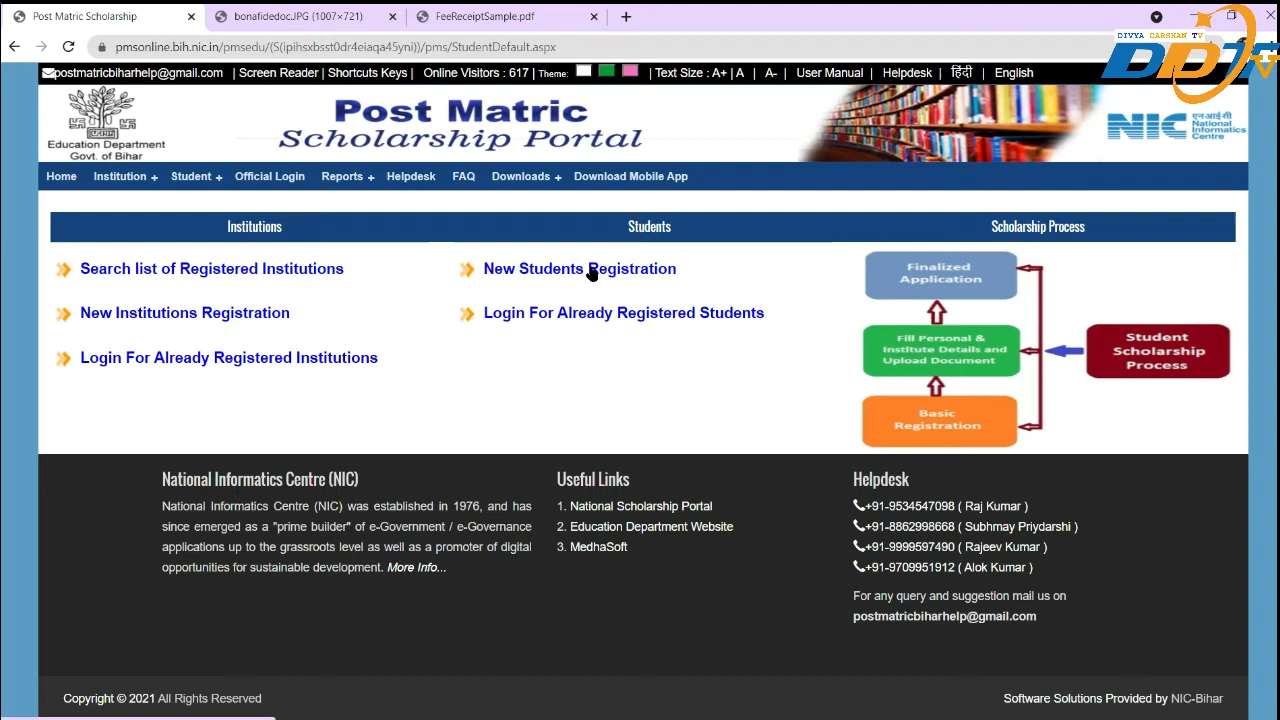 Post Matric Scholarship
bonafidedoc.JPG (1007×721)
FeeReceiptSample.pdf
pmsonline.bih.nic.in/pmsedu/(S(ipihsxbsst0dr4eiaqa45ynl))/pms/StudentDefault.aspx
DIVYA DARSHAN TV
DDTV
postmatricbiharhelp@gmail.com | Screen Reader | Shortcuts Keys | Online Visitors : 617 | Theme: | Text Size : A+ | A | A- | User Manual | Helpdesk | हिंदी | English
Education Department
Govt. of Bihar
Post Matric
Scholarship Portal
NIC एन आई सी
National
Informatics
Centre
Home Institution + Student + Official Login Reports + Helpdesk FAQ Downloads + Download Mobile App
Institutions
Students
Scholarship Process
Search list of Registered Institutions
New Institutions Registration
Login For Already Registered Institutions
New Students Registration
Login For Already Registered Students
Finalized
Application
Fill Personal &
Institute Details and
Upload Document
Basic
Registration
Student
Scholarship
Process
National Informatics Centre (NIC)
National Informatics Centre (NIC) was established in 1976, and has
since emerged as a "prime builder" of e-Government / e-Governance
applications up to the grassroots level as well as a promoter of digital
opportunities for sustainable development. More Info...
Useful Links
1. National Scholarship Portal
2. Education Department Website
3. MedhaSoft
Helpdesk
+91-9534547098 ( Raj Kumar )
+91-8862998668 ( Subhmay Priydarshi )
+91-9999597490 ( Rajeev Kumar )
+91-9709951912 ( Alok Kumar )
For any query and suggestion mail us on
postmatricbiharhelp@gmail.com
Copyright © 2021 All Rights Reserved
Software Solutions Provided by NIC-Bihar